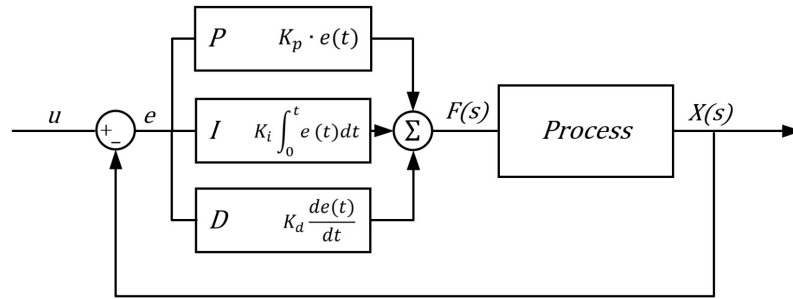 P K_p · e(t)
u
+
−
e
I K_i ∫_0^t e (t)dt
Σ
F(s)
Process
X(s)
D K_d de(t)/dt